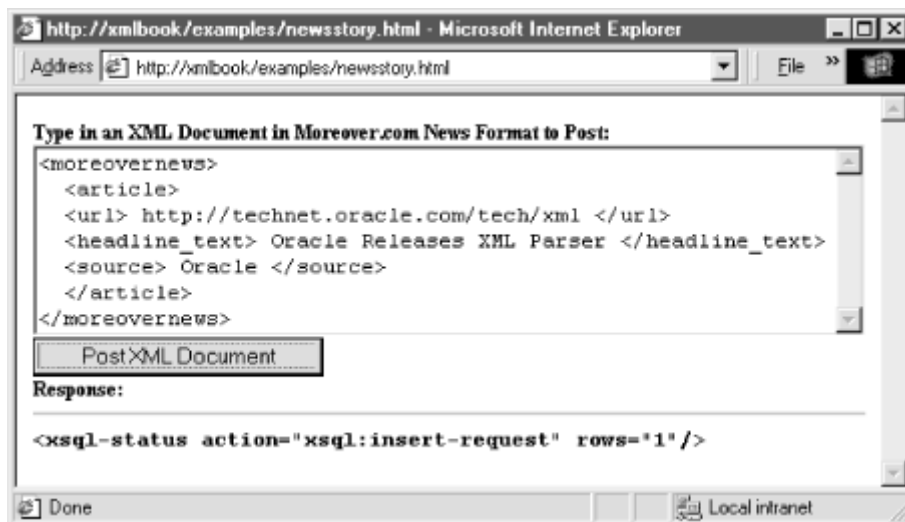 http://xmlbook/examples/newsstory.html - Microsoft Internet Explorer
Address http://xmlbook/examples/newsstory.html File »
Type in an XML Document in Moreover.com News Format to Post:
<moreovernews>
<article>
<url> http://technet.oracle.com/tech/xml </url>
<headline_text> Oracle Releases XML Parser </headline_text>
<source> Oracle </source>
</article>
</moreovernews>
Post XML Document
Response:
<xsql-status action="xsql:insert-request" rows="1"/>
Done Local intranet